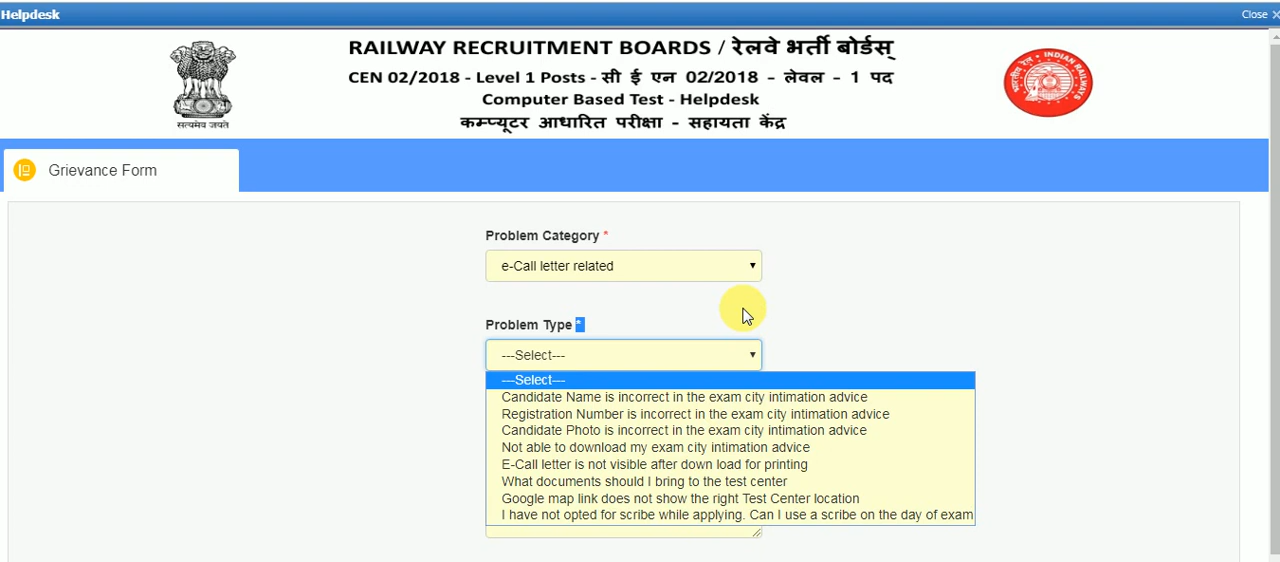 Helpdesk
Close X
RAILWAY RECRUITMENT BOARDS / रेलवे भर्ती बोर्डस्
CEN 02/2018 - Level 1 Posts - सी ई एन 02/2018 - लेवल - 1 पद
Computer Based Test - Helpdesk
कम्प्यूटर आधारित परीक्षा - सहायता केंद्र
सत्यमेव जयते
INDIAN RAILWAYS
Grievance Form
Problem Category *
e-Call letter related
Problem Type *
---Select---
---Select---
Candidate Name is incorrect in the exam city intimation advice
Registration Number is incorrect in the exam city intimation advice
Candidate Photo is incorrect in the exam city intimation advice
Not able to download my exam city intimation advice
E-Call letter is not visible after down load for printing
What documents should I bring to the test center
Google map link does not show the right Test Center location
I have not opted for scribe while applying. Can I use a scribe on the day of exam